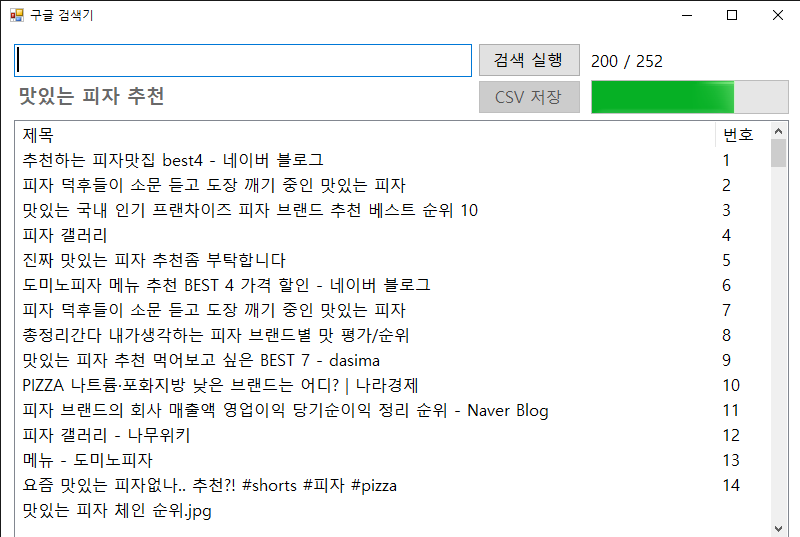 구글 검색기
검색 실행 200 / 252
맛있는 피자 추천 CSV 저장
제목 번호
추천하는 피자맛집 best4 - 네이버 블로그 1
피자 덕후들이 소문 듣고 도장 깨기 중인 맛있는 피자 2
맛있는 국내 인기 프랜차이즈 피자 브랜드 추천 베스트 순위 10 3
피자 갤러리 4
진짜 맛있는 피자 추천좀 부탁합니다 5
도미노피자 메뉴 추천 BEST 4 가격 할인 - 네이버 블로그 6
피자 덕후들이 소문 듣고 도장 깨기 중인 맛있는 피자 7
총정리간다 내가생각하는 피자 브랜드별 맛 평가/순위 8
맛있는 피자 추천 먹어보고 싶은 BEST 7 - dasima 9
PIZZA 나트륨·포화지방 낮은 브랜드는 어디? | 나라경제 10
피자 브랜드의 회사 매출액 영업이익 당기순이익 정리 순위 - Naver Blog 11
피자 갤러리 - 나무위키 12
메뉴 - 도미노피자 13
요즘 맛있는 피자없나.. 추천?! #shorts #피자 #pizza 14
맛있는 피자 체인 순위.jpg